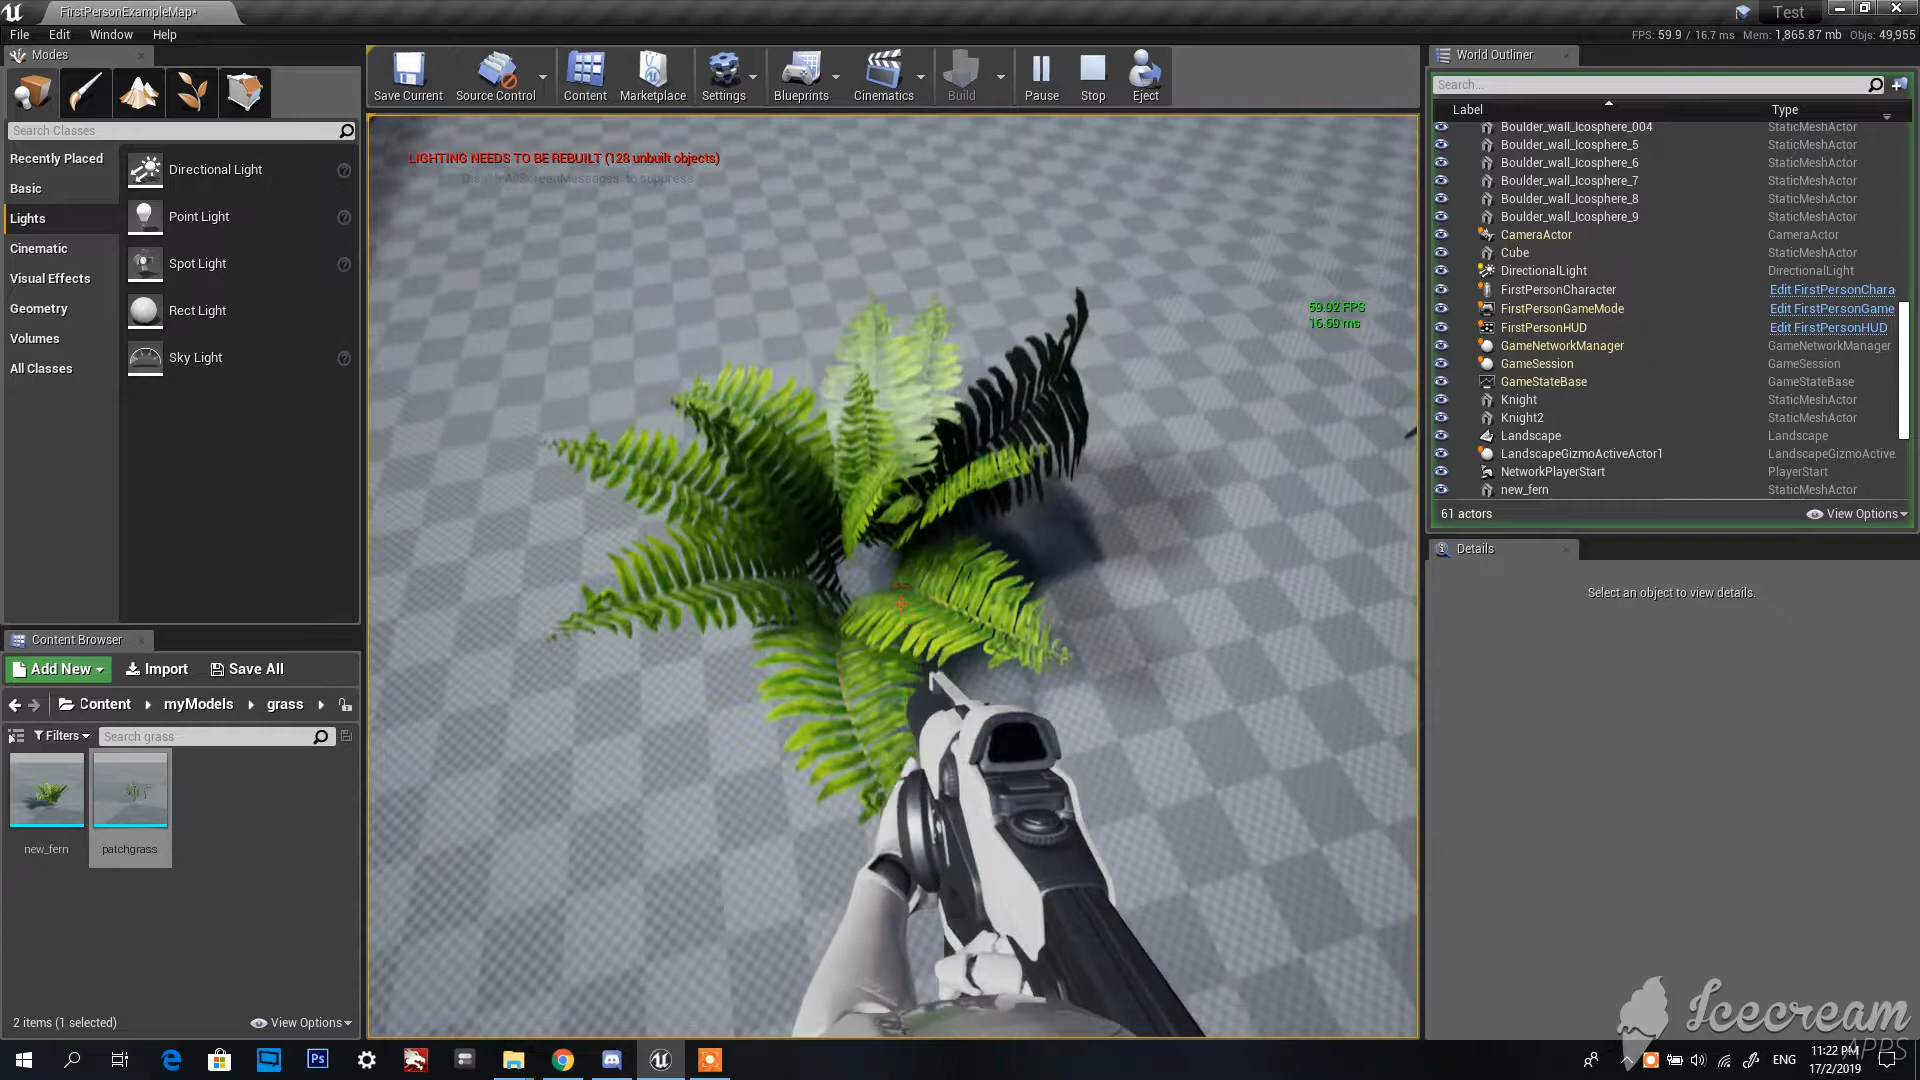 FirstPersonExampleMap*
Test
File Edit Window Help
FPS: 59.9 / 16.7 ms Mem: 1,865.87 mb Objs: 49,955
Modes
Search Classes
Recently Placed
Basic
Lights
Cinematic
Visual Effects
Geometry
Volumes
All Classes
Directional Light
Point Light
Spot Light
Rect Light
Sky Light
Save Current
Source Control
Content
Marketplace
Settings
Blueprints
Cinematics
Build
Pause
Stop
Eject
LIGHTING NEEDS TO BE REBUILT (128 unbuilt objects)
'DisableAllScreenMessages' to suppress
59.92 FPS
16.69 ms
World Outliner
Search...
Label Type
Boulder_wall_Icosphere_004 StaticMeshActor
Boulder_wall_Icosphere_5 StaticMeshActor
Boulder_wall_Icosphere_6 StaticMeshActor
Boulder_wall_Icosphere_7 StaticMeshActor
Boulder_wall_Icosphere_8 StaticMeshActor
Boulder_wall_Icosphere_9 StaticMeshActor
CameraActor CameraActor
Cube StaticMeshActor
DirectionalLight DirectionalLight
FirstPersonCharacter Edit FirstPersonChara
FirstPersonGameMode Edit FirstPersonGame
FirstPersonHUD Edit FirstPersonHUD
GameNetworkManager GameNetworkManager
GameSession GameSession
GameStateBase GameStateBase
Knight StaticMeshActor
Knight2 StaticMeshActor
Landscape Landscape
LandscapeGizmoActiveActor1 LandscapeGizmoActive
NetworkPlayerStart PlayerStart
new_fern StaticMeshActor
61 actors View Options
Details
Select an object to view details.
Content Browser
Add New Import Save All
Content myModels grass
Filters Search grass
new_fern patchgrass
2 items (1 selected) View Options
Icecream
APPS
Ps
ENG
11:22 PM
17/2/2019